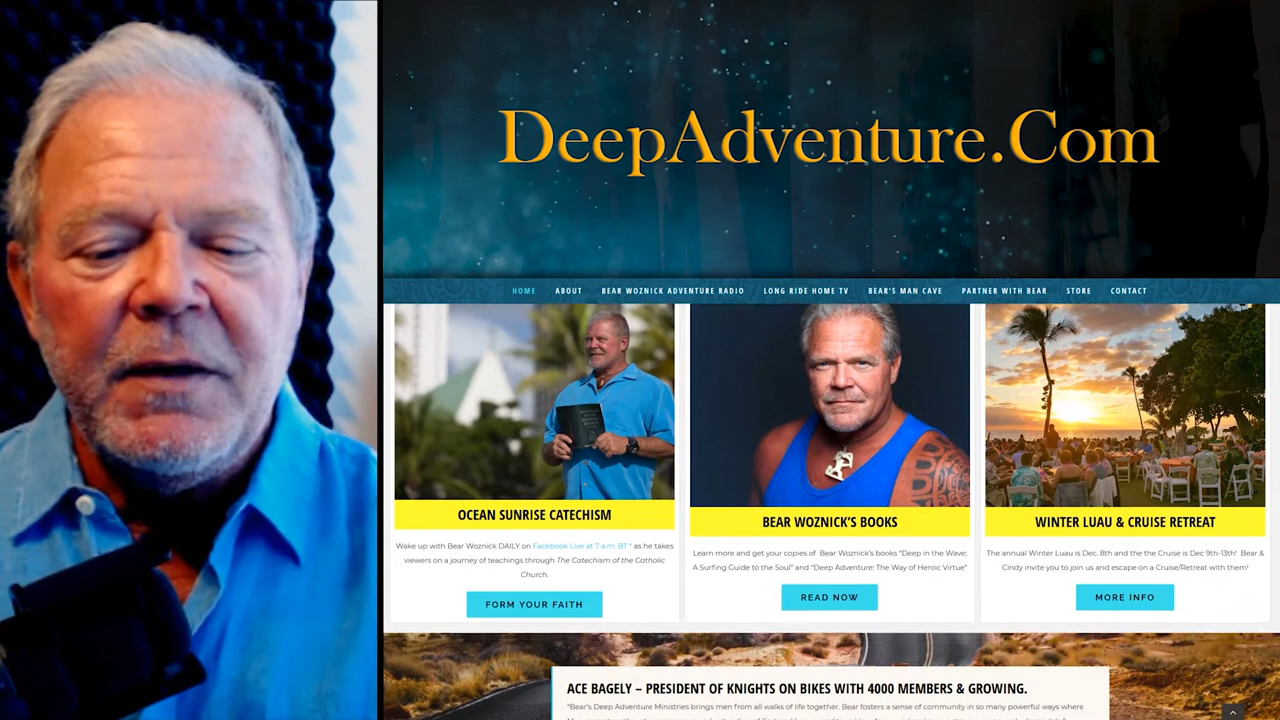 DeepAdventure.Com
HOME ABOUT BEAR WOZNICK ADVENTURE RADIO LONG RIDE HOME TV BEAR'S MAN CAVE PARTNER WITH BEAR STORE CONTACT
OCEAN SUNRISE CATECHISM
Wake up with Bear Woznick DAILY on Facebook Live at 7 a.m. BT * as he takes
viewers on a journey of teachings through The Catechism of the Catholic
Church.
FORM YOUR FAITH
BEAR WOZNICK'S BOOKS
Learn more and get your copies of Bear Woznick's books "Deep in the Wave:
A Surfing Guide to the Soul" and "Deep Adventure: The Way of Heroic Virtue"
READ NOW
WINTER LUAU & CRUISE RETREAT
The annual Winter Luau is Dec. 8th and the the Cruise is Dec 9th-13th! Bear &
Cindy invite you to join us and escape on a Cruise/Retreat with them!
MORE INFO
ACE BAGELY – PRESIDENT OF KNIGHTS ON BIKES WITH 4000 MEMBERS & GROWING.
"Bear's Deep Adventure Ministries brings men from all walks of life together. Bear fosters a sense of community in so many powerful ways where